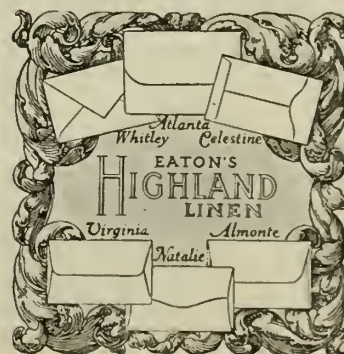 Atlanta
Whitley Celestine
EATON'S
HIGHLAND
LINEN
Virginia Almonte
Natalie